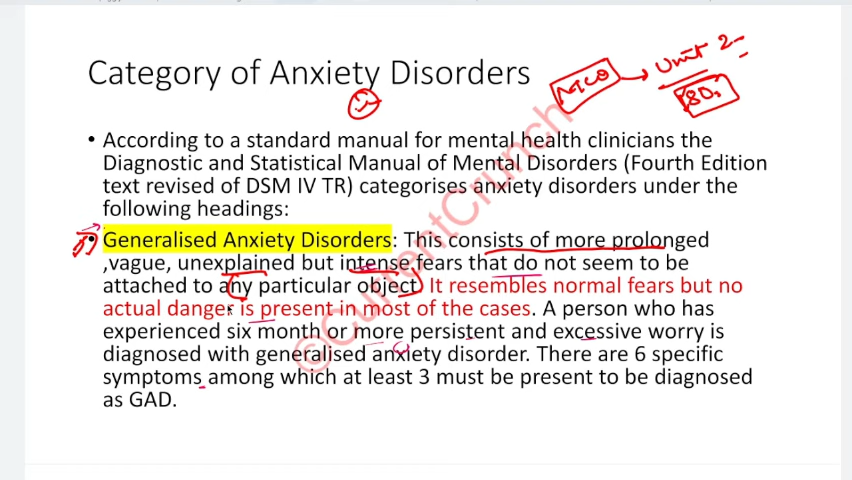 Category of Anxiety Disorders
Unit 2
• According to a standard manual for mental health clinicians the
Diagnostic and Statistical Manual of Mental Disorders (Fourth Edition
text revised of DSM IV TR) categorises anxiety disorders under the
following headings:
• Generalised Anxiety Disorders: This consists of more prolonged
,vague, unexplained but intense fears that do not seem to be
attached to any particular object. It resembles normal fears but no
actual danger is present in most of the cases. A person who has
experienced six month or more persistent and excessive worry is
diagnosed with generalised anxiety disorder. There are 6 specific
symptoms among which at least 3 must be present to be diagnosed
as GAD.
©CurrentCrunch